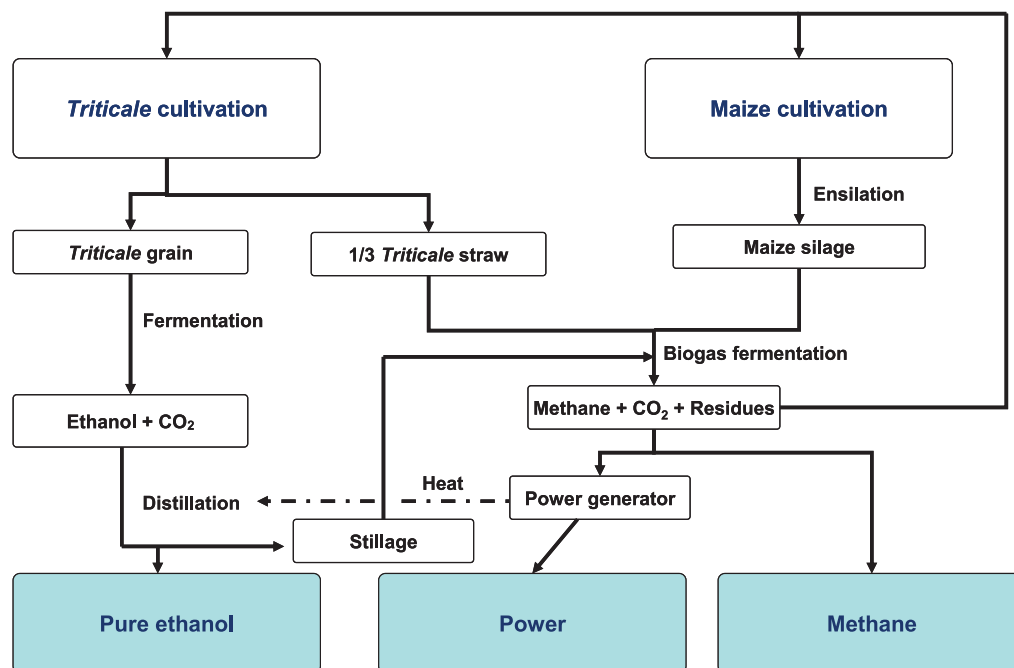 Triticale cultivation
Maize cultivation
Ensilation
Triticale grain
1/3 Triticale straw
Maize silage
Fermentation
Biogas fermentation
Ethanol + CO₂
Methane + CO₂ + Residues
Heat
Distillation
Power generator
Stillage
Pure ethanol
Power
Methane